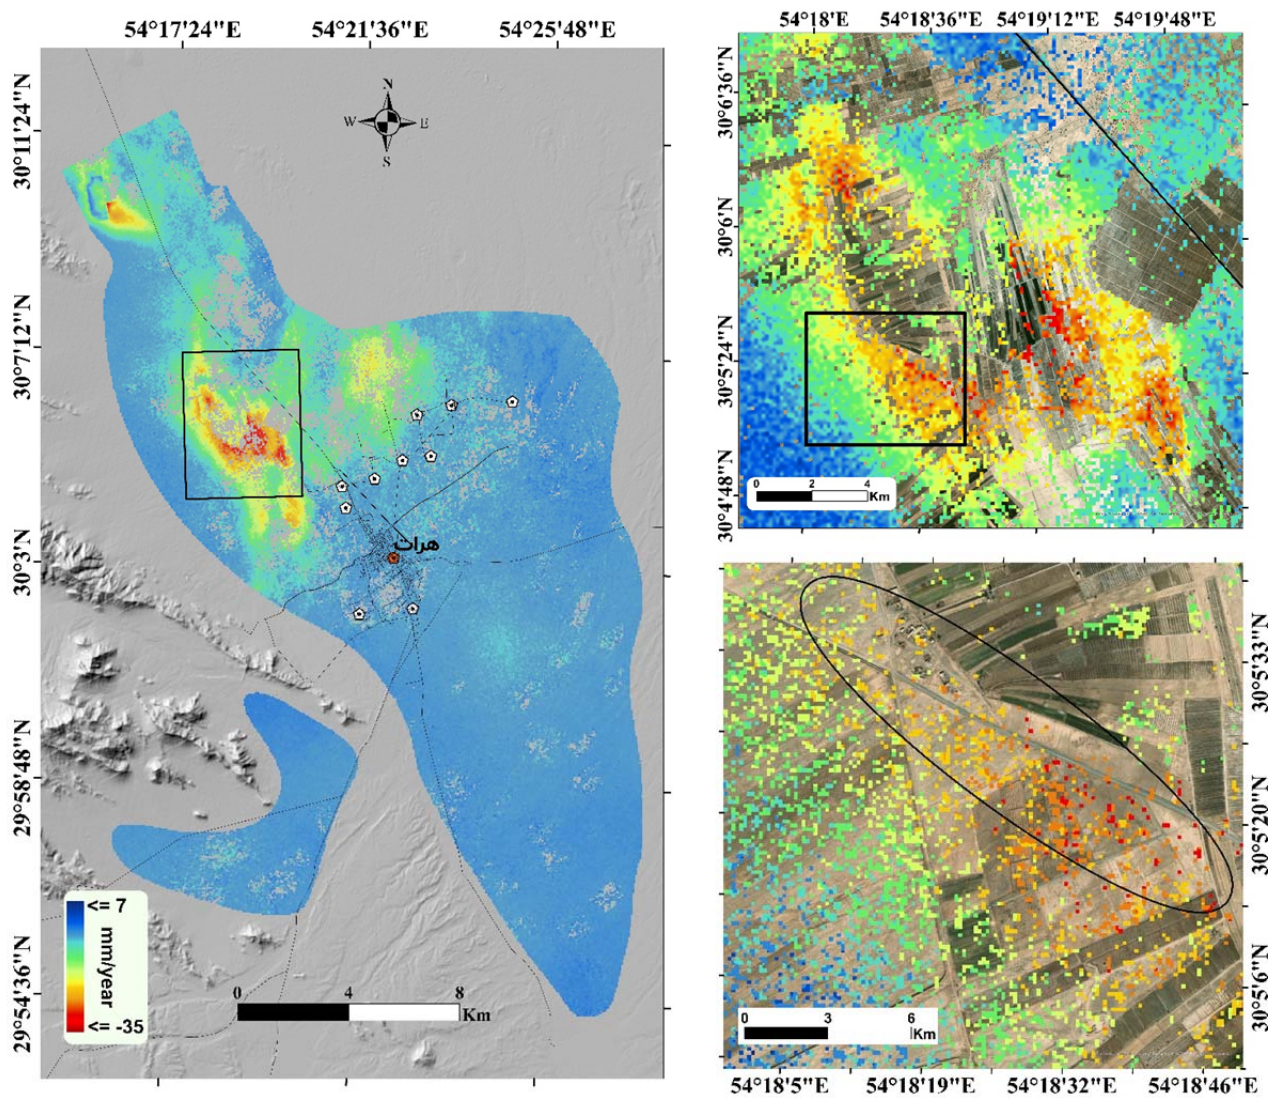 54°17'24"E 54°21'36"E 54°25'48"E
30°11'24"N
30°7'12"N
30°3'N
29°58'48"N
29°54'36"N
N
W E
S
هرات
<= 7
mm/year
<= -35
0 4 8
Km
54°18'E 54°18'36"E 54°19'12"E 54°19'48"E
30°6'36"N
30°6'N
30°5'24"N
30°4'48"N
0 2 4
Km
30°5'33"N
30°5'20"N
30°5'6"N
0 3 6
Km
54°18'5"E 54°18'19"E 54°18'32"E 54°18'46"E